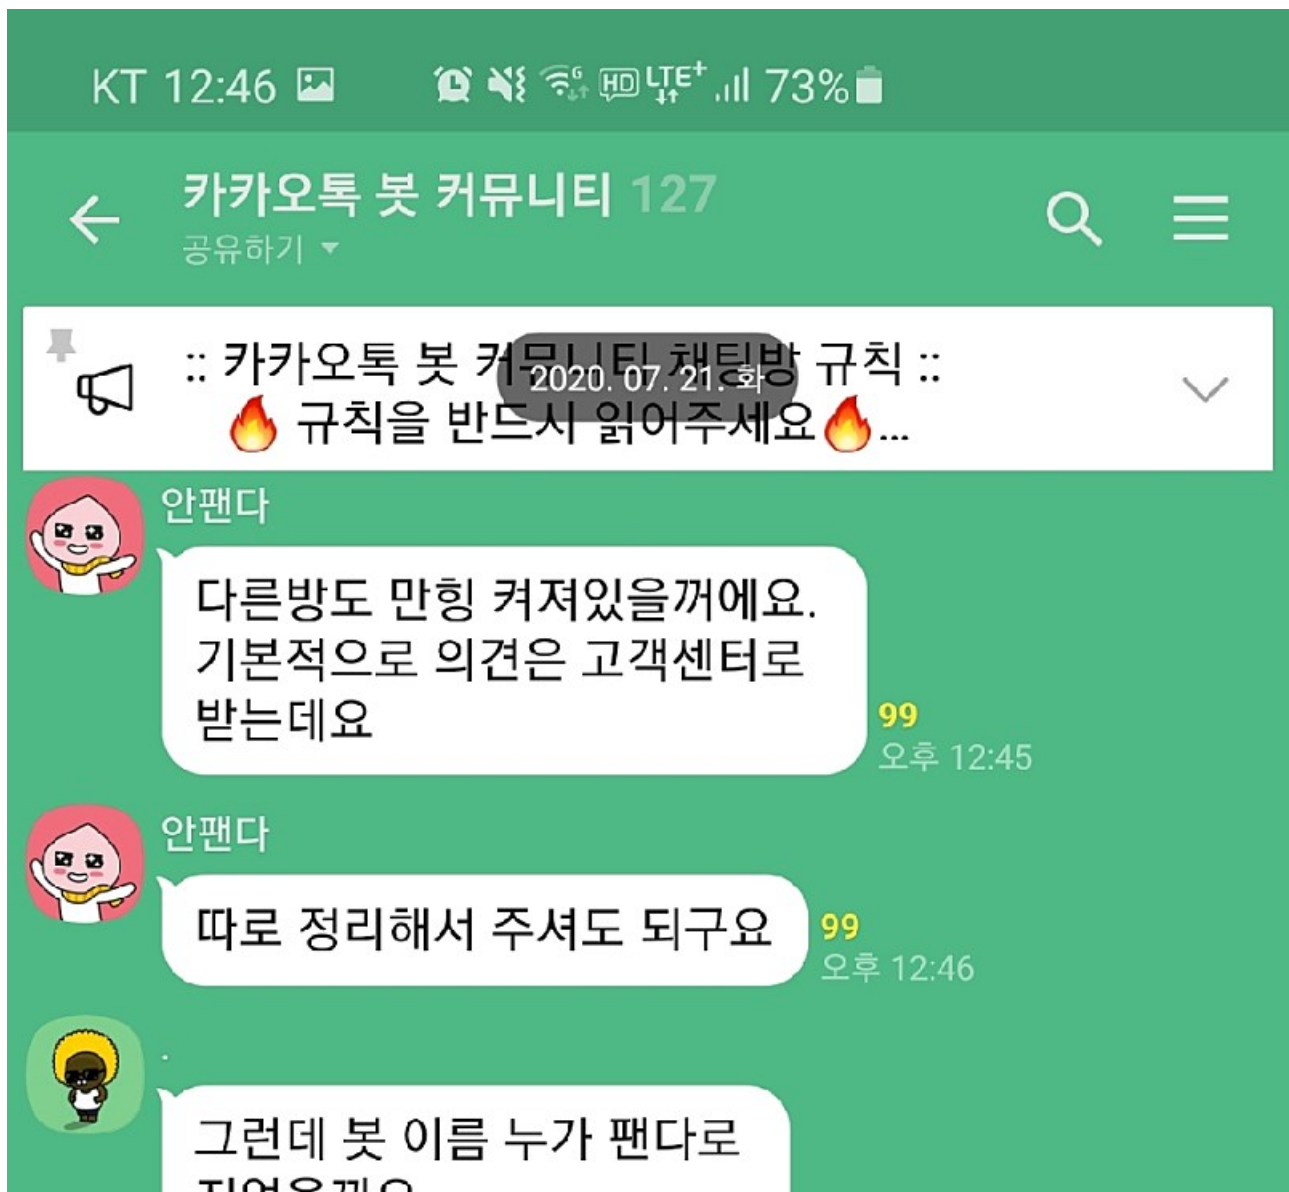 KT 12:46 HD LTE+ 73%
카카오톡 봇 커뮤니티 127
공유하기
:: 카카오톡 봇 커뮤니티 채팅방 규칙 ::
2020. 07. 21. 화
규칙을 반드시 읽어주세요 ...
안팬다
다른방도 만힝 켜져있을꺼에요.
기본적으로 의견은 고객센터로
받는데요
99
오후 12:45
안팬다
따로 정리해서 주셔도 되구요
99
오후 12:46
.
그런데 봇 이름 누가 팬다로